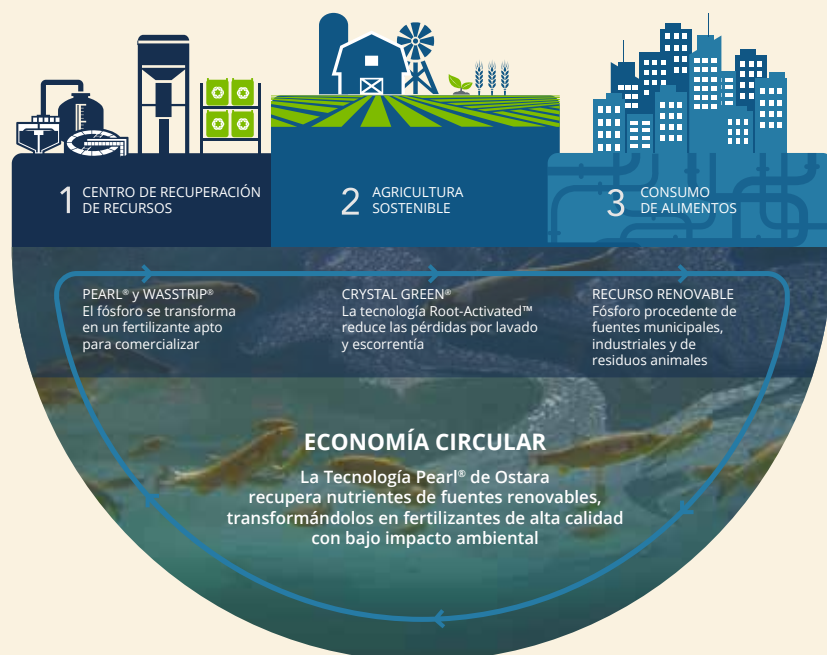 1
CENTRO DE RECUPERACIÓN
DE RECURSOS
2
AGRICULTURA
SOSTENIBLE
3
CONSUMO
DE ALIMENTOS
PEARL® y WASSTRIP®
El fósforo se transforma
en un fertilizante apto
para comercializar
CRYSTAL GREEN®
La tecnología Root-Activated™
reduce las pérdidas por lavado
y escorrentía
RECURSO RENOVABLE
Fósforo procedente de
fuentes municipales,
industriales y de
residuos animales
ECONOMÍA CIRCULAR
La Tecnología Pearl® de Ostara
recupera nutrientes de fuentes renovables,
transformándolos en fertilizantes de alta calidad
con bajo impacto ambiental